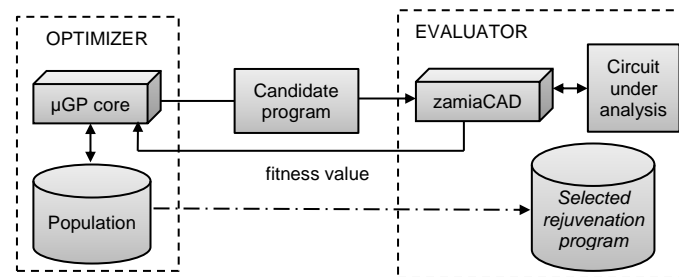 OPTIMIZER
EVALUATOR
µGP core
Candidate
program
zamiaCAD
Circuit
under
analysis
fitness value
Population
Selected
rejuvenation
program